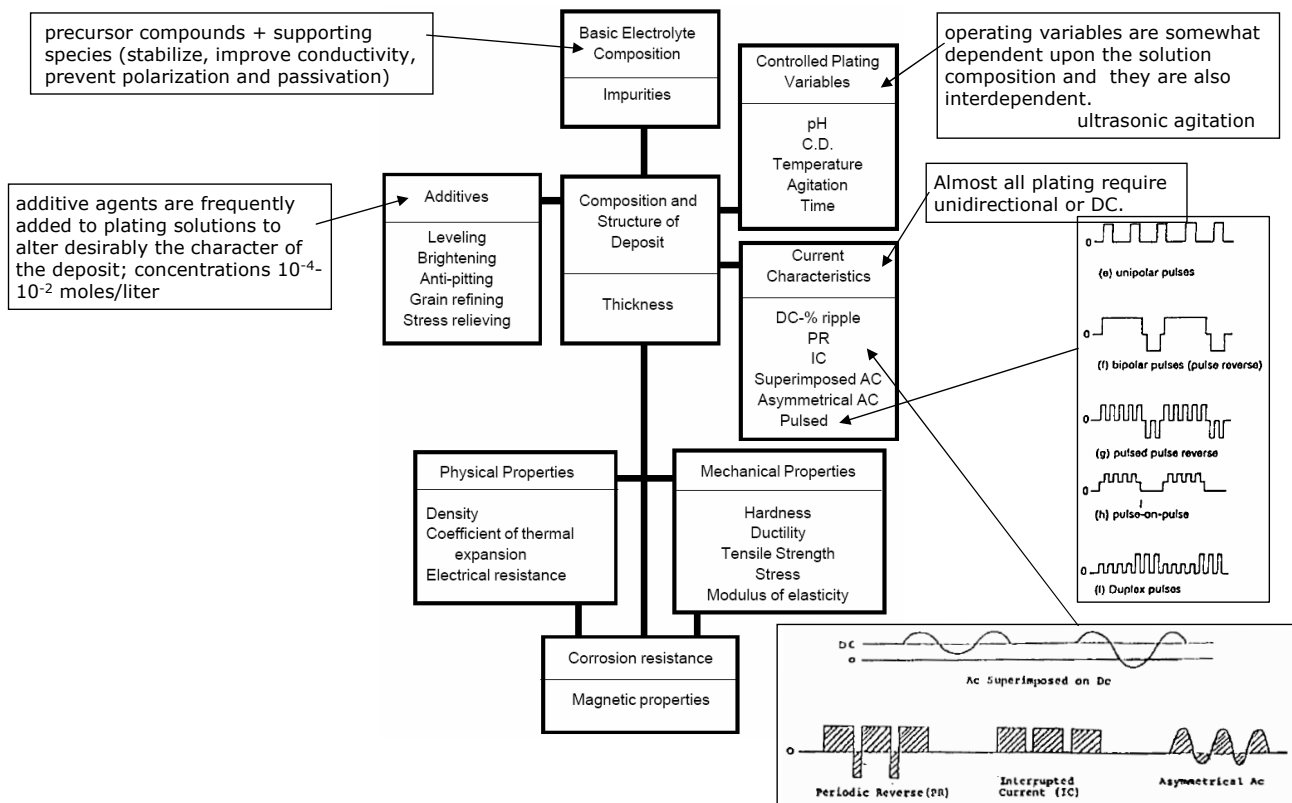 precursor compounds + supporting
species (stabilize, improve conductivity,
prevent polarization and passivation)
Basic Electrolyte
Composition
Impurities
Controlled Plating
Variables
pH
C.D.
Temperature
Agitation
Time
operating variables are somewhat
dependent upon the solution
composition and they are also
interdependent.
ultrasonic agitation
additive agents are frequently
added to plating solutions to
alter desirably the character of
the deposit; concentrations 10⁻⁴-
10⁻² moles/liter
Additives
Leveling
Brightening
Anti-pitting
Grain refining
Stress relieving
Composition and
Structure of
Deposit
Thickness
Almost all plating require
unidirectional or DC.
Current
Characteristics
DC-% ripple
PR
IC
Superimposed AC
Asymmetrical AC
Pulsed
0
(e) unipolar pulses
0
(f) bipolar pulses (pulse reverse)
0
(g) pulsed pulse reverse
0
(h) pulse-on-pulse
0
(i) Duplex pulses
Physical Properties
Density
Coefficient of thermal
expansion
Electrical resistance
Mechanical Properties
Hardness
Ductility
Tensile Strength
Stress
Modulus of elasticity
Corrosion resistance
Magnetic properties
DC
0
Ac Superimposed on Dc
0
Periodic Reverse(PR)
Interrupted
Current (IC)
Asymmetrical Ac